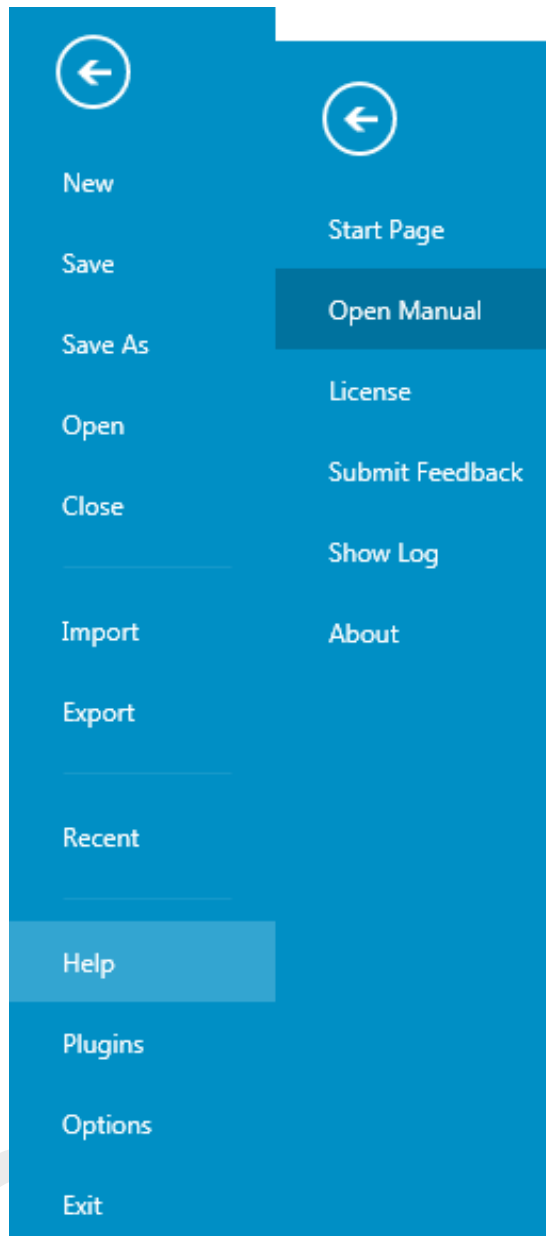 New
Save
Save As
Open
Close
Import
Export
Recent
Help
Plugins
Options
Exit
Start Page
Open Manual
License
Submit Feedback
Show Log
About